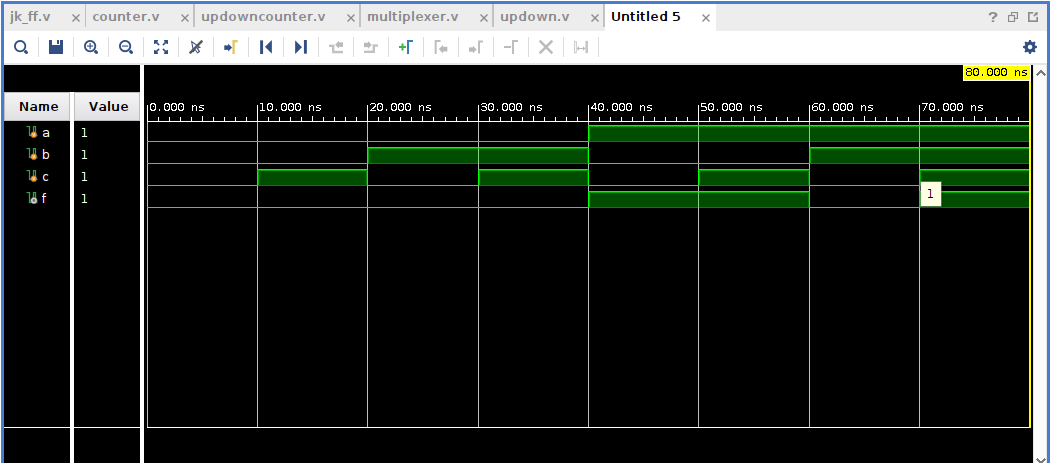 jk_ff.v × counter.v × updowncounter.v × multiplexer.v × updown.v × Untitled 5 × ?
80.000 ns
Name Value 0.000 ns 10.000 ns 20.000 ns 30.000 ns 40.000 ns 50.000 ns 60.000 ns 70.000 ns
a 1
b 1
c 1
f 1 1